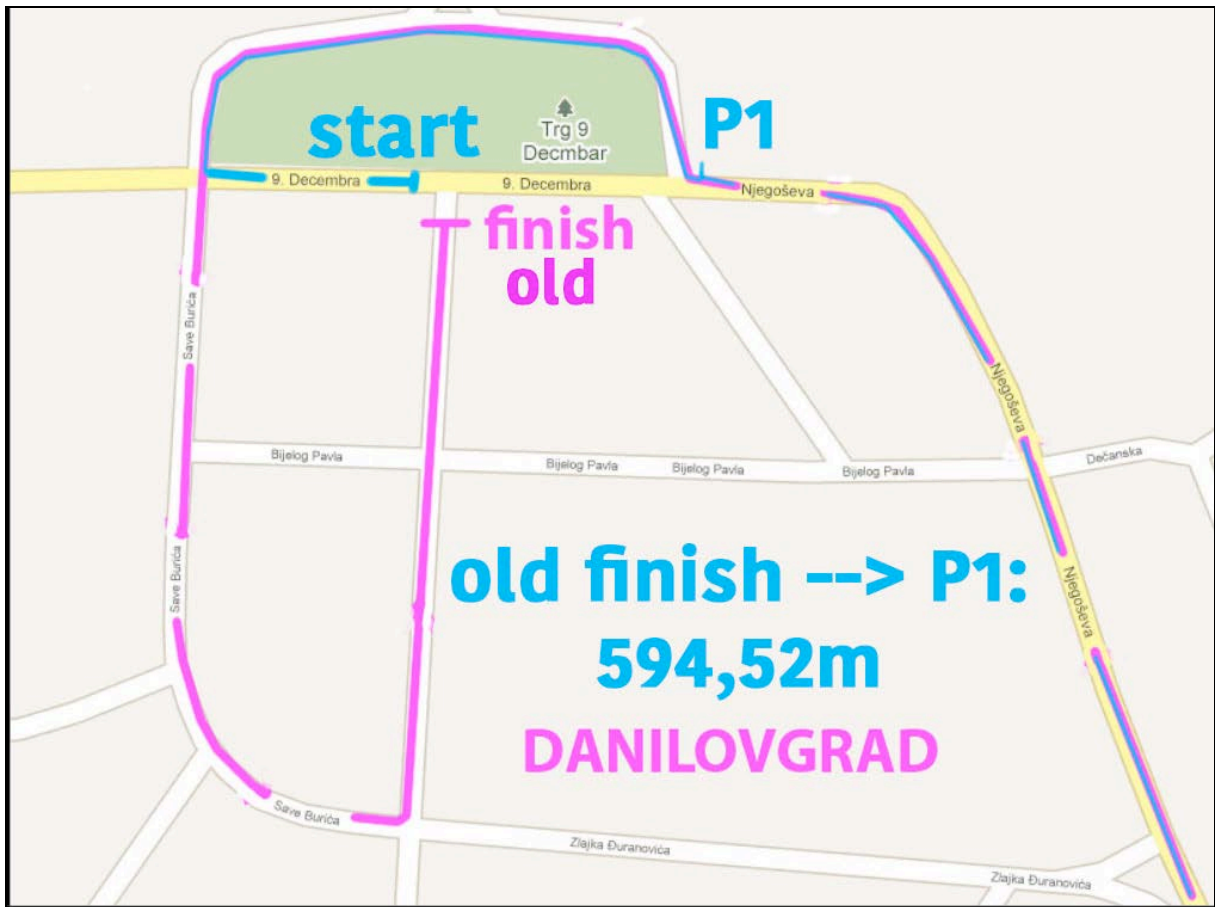 start
P1
Trg 9
Decmbar
9. Decembra
9. Decembra
Njegoševa
finish
old
Save Burića
Njegoševa
Bijelog Pavla
Bijelog Pavla
Bijelog Pavla
Bijelog Pavla
Dečanska
Save Burića
old finish --> P1:
594,52m
Njegoševa
DANILOVGRAD
Save Burića
Zlajka Đuranovića
Zlajka Đuranovića